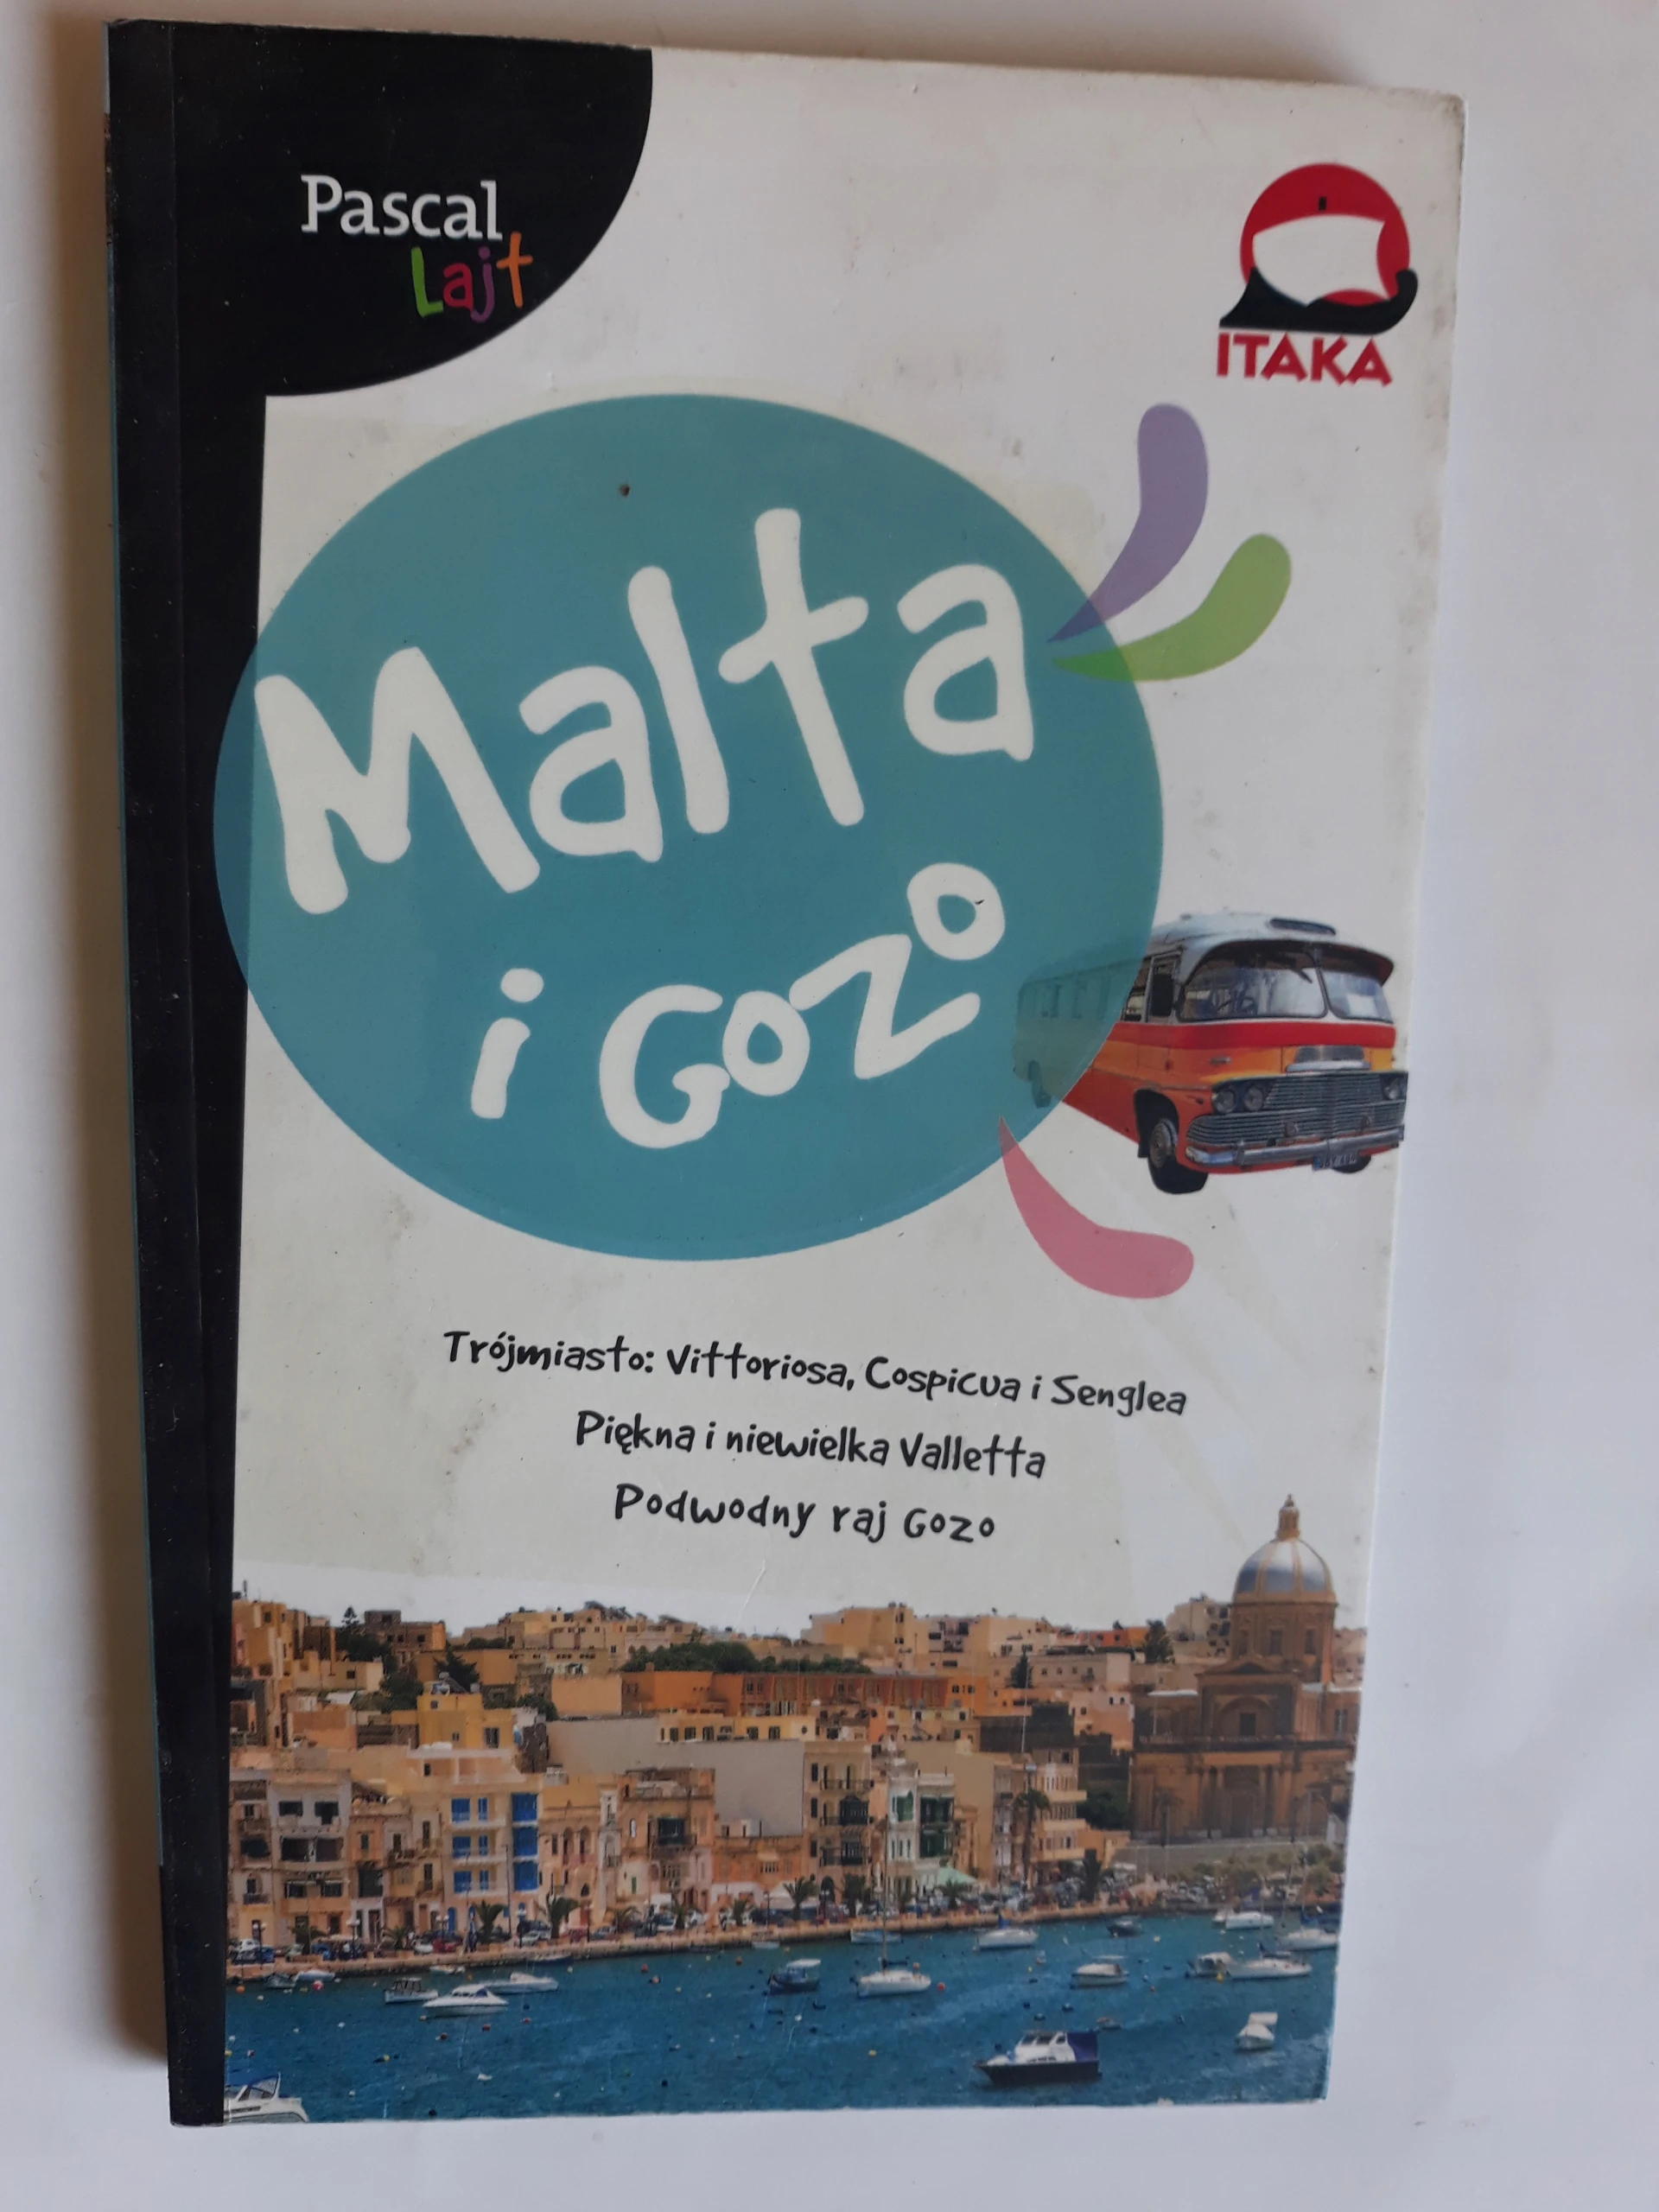 Pascal
Lajt
ITAKA
Malta
i Gozo
Trójmiasto: Vittoriosa, Cospicua i Senglea
Piękna i niewielka Valletta
Podwodny raj Gozo